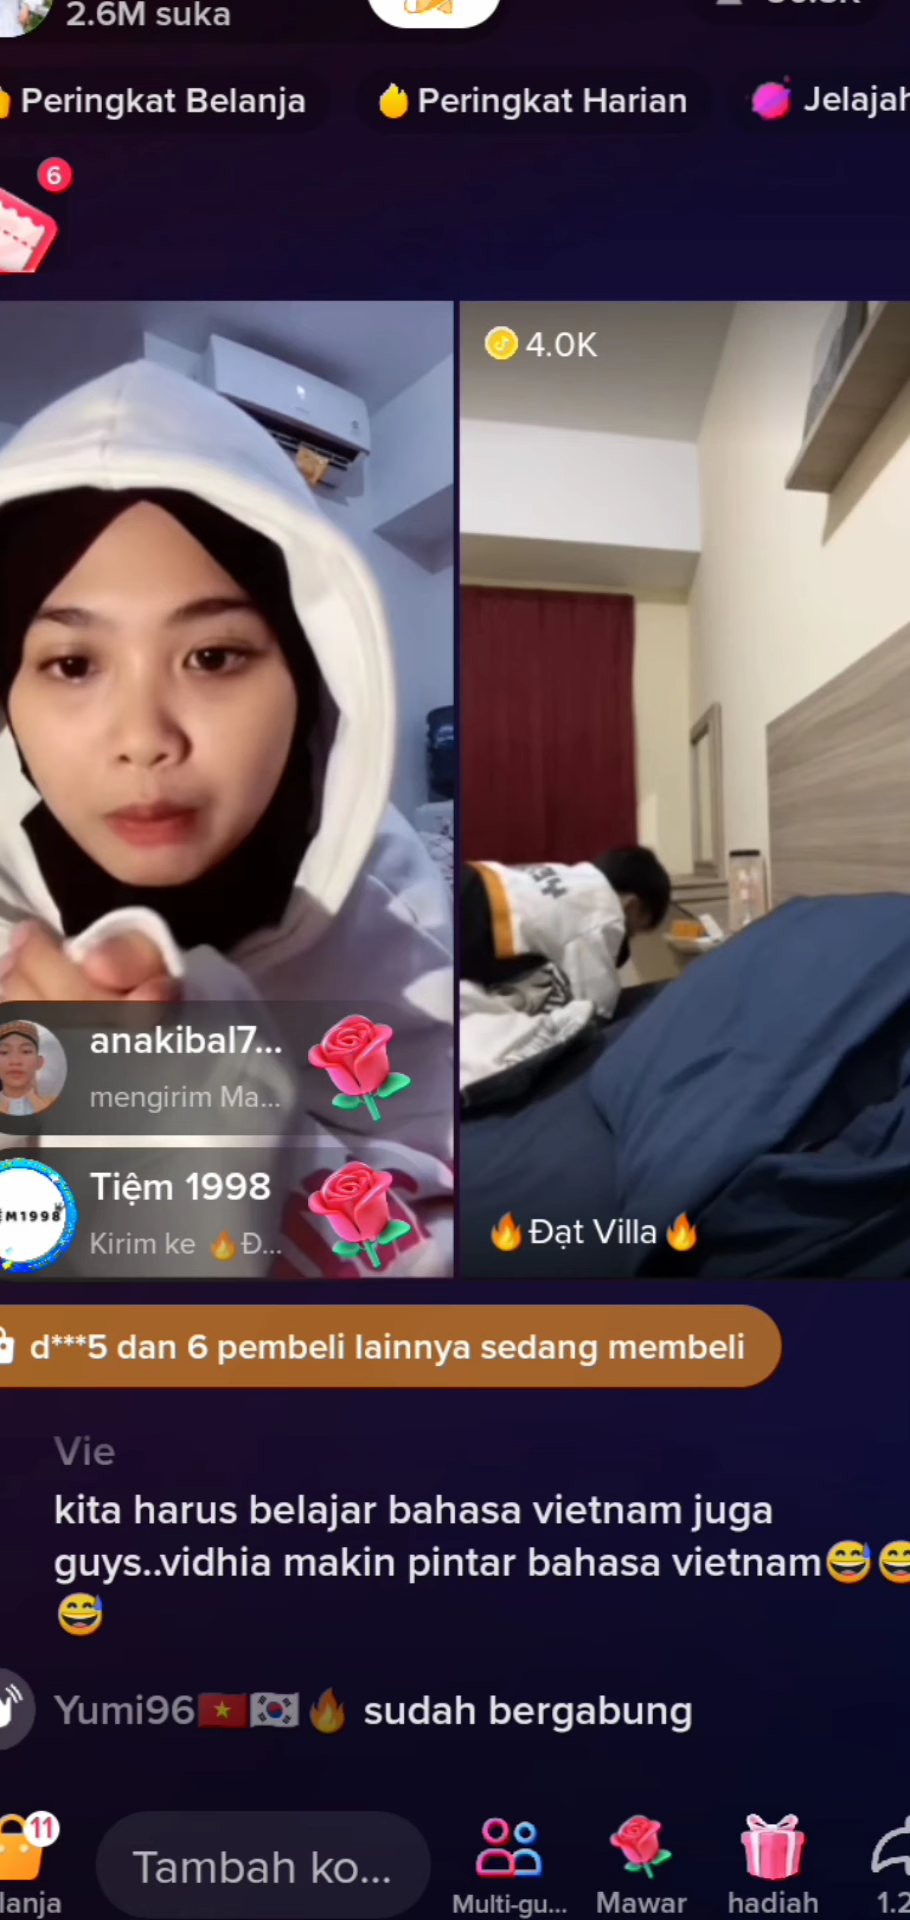 2.6M suka
Peringkat Belanja
Peringkat Harian
Jelajah
6
4.0K
anakibal7...
mengirim Ma...
Tiệm 1998
Kirim ke 🔥Đ...
🔥Đạt Villa🔥
d***5 dan 6 pembeli lainnya sedang membeli
Vie
kita harus belajar bahasa vietnam juga
guys..vidhia makin pintar bahasa vietnam😅😅
😅
Yumi96🇻🇳🇰🇷🔥 sudah bergabung
11
Tambah ko...
lanja
Multi-gu...
Mawar
hadiah
1.2